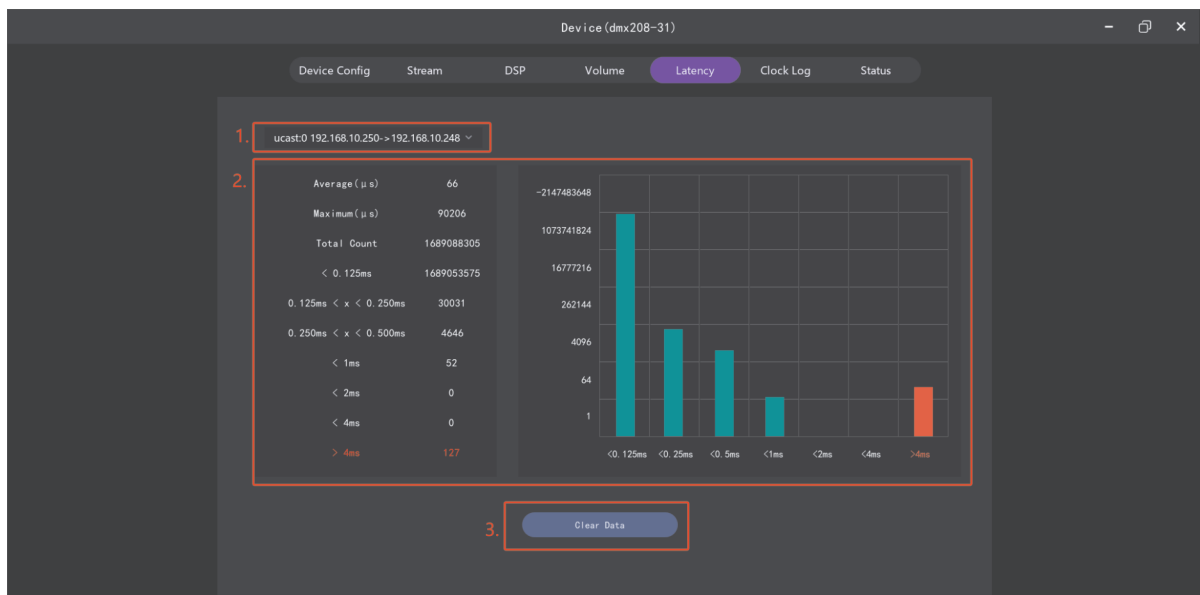 Device(dmx208-31)
Device Config Stream DSP Volume Latency Clock Log Status
1. ucast:0 192.168.10.250->192.168.10.248
2.
Average(μs) 66
Maximum(μs) 90206
Total Count 1689088305
< 0.125ms 1689053575
0.125ms < x < 0.250ms 30031
0.250ms < x < 0.500ms 4646
< 1ms 52
< 2ms 0
< 4ms 0
> 4ms 127
-2147483648
1073741824
16777216
262144
4096
64
1
<0.125ms <0.25ms <0.5ms <1ms <2ms <4ms >4ms
3. Clear Data